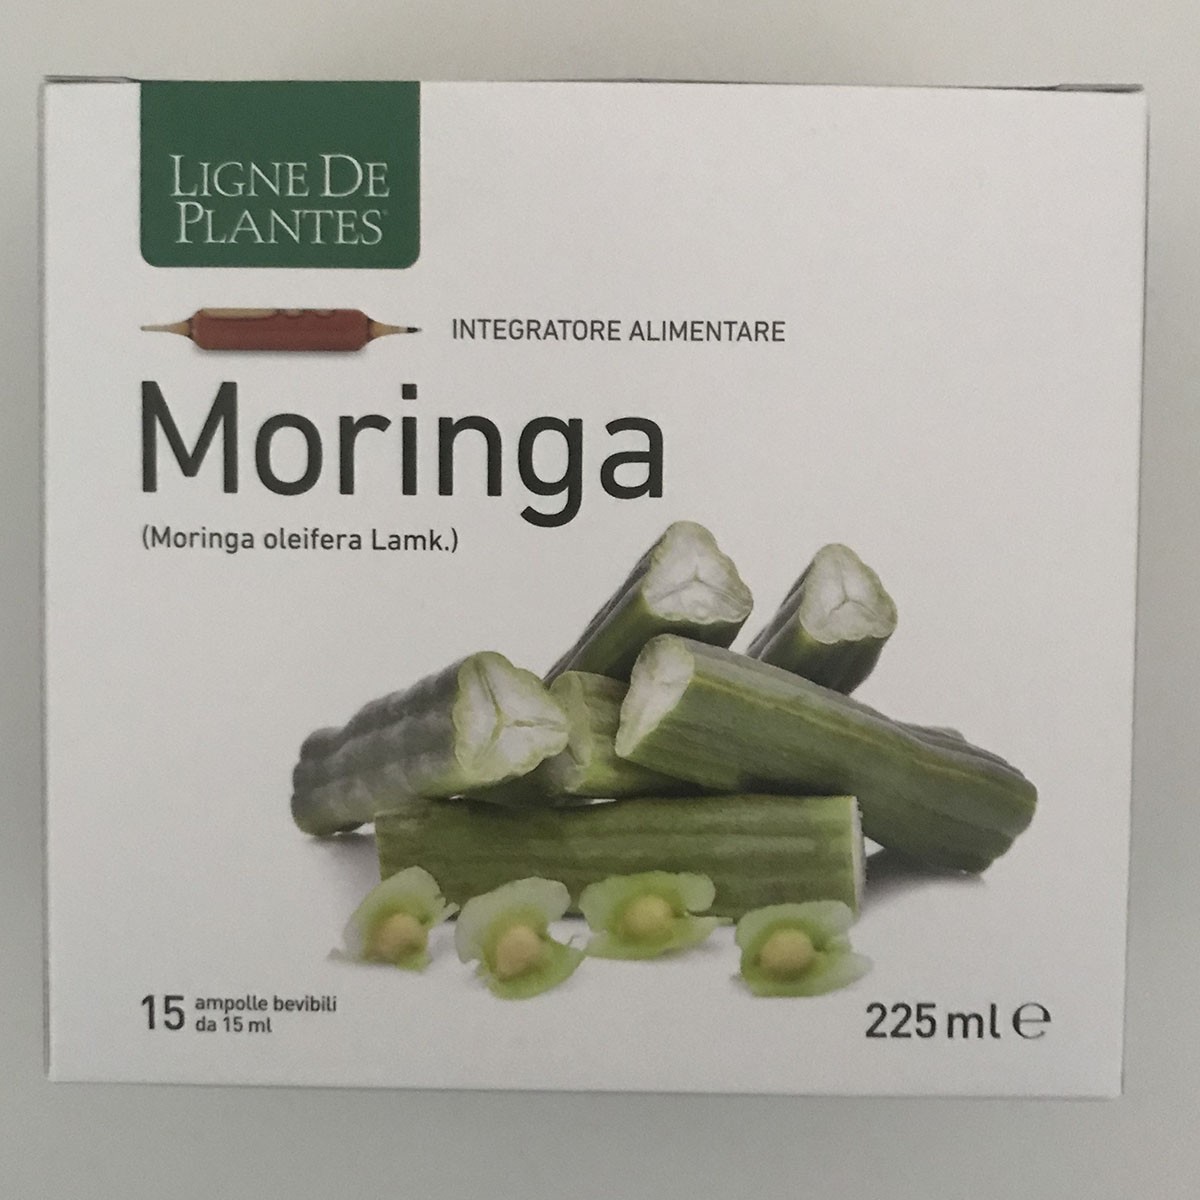 LIGNE DE
PLANTES
INTEGRATORE ALIMENTARE
Moringa
(Moringa oleifera Lamk.)
15 ampolle bevibili
da 15 ml
225 ml ℮